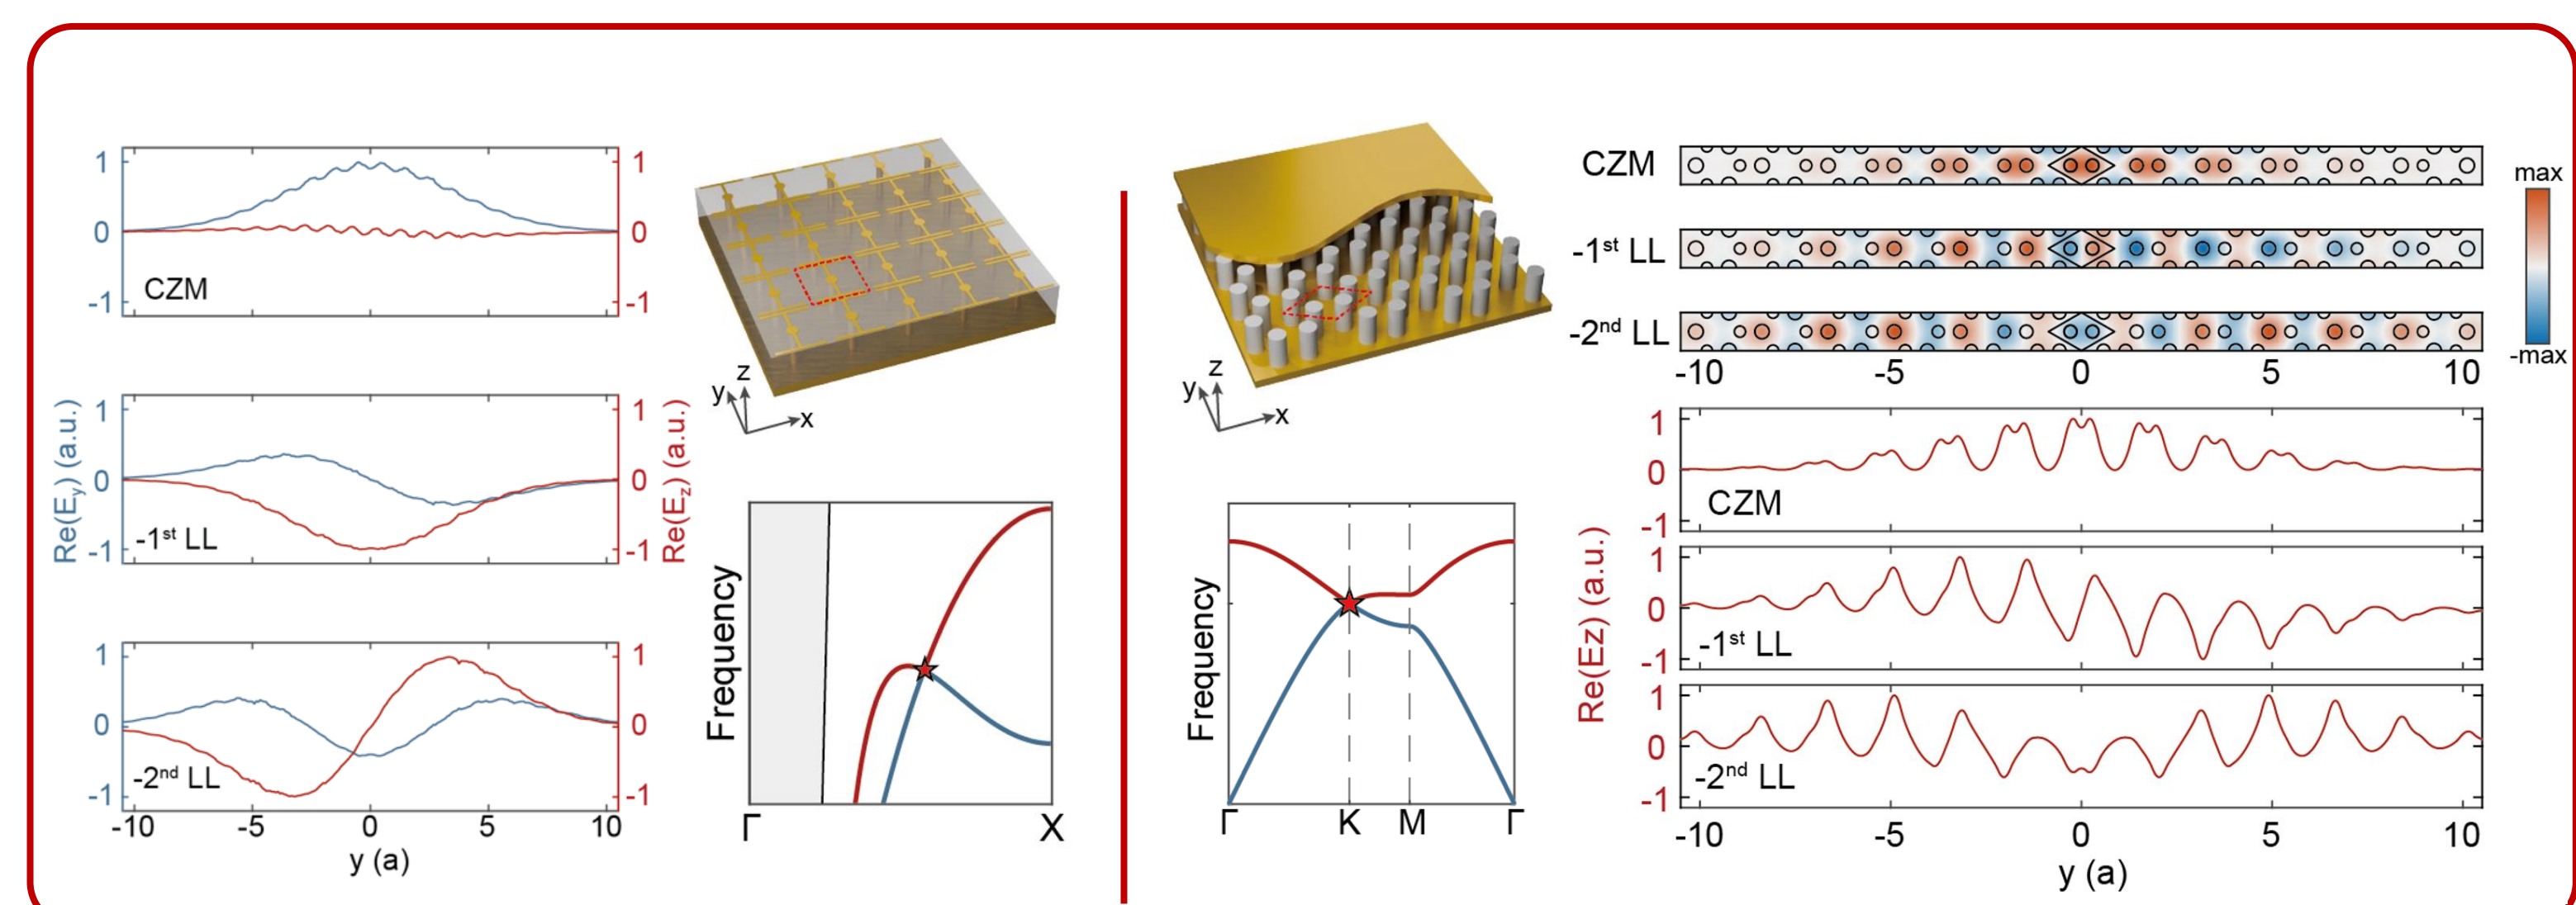 1
0
-1
1
0
-1
CZM
Re(Ey) (a.u.)
1
0
-1
1
0
-1
Re(Ez) (a.u.)
-1st LL
1
0
-1
1
0
-1
-2nd LL
-10 -5 0 5 10
y (a)
z
y
x
Frequency
Γ X
z
y
x
Frequency
Γ K M Γ
CZM
-1st LL
-2nd LL
-10 -5 0 5 10
max
-max
Re(Ez) (a.u.)
1
0
-1
CZM
1
0
-1
-1st LL
1
0
-1
-2nd LL
-10 -5 0 5 10
y (a)